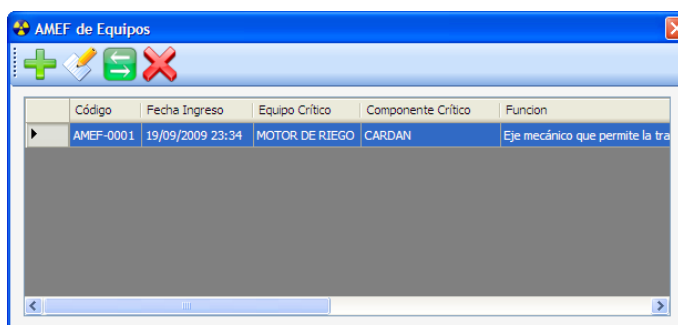 AMEF de Equipos
Código Fecha Ingreso Equipo Crítico Componente Crítico Funcion
AMEF-0001 19/09/2009 23:34 MOTOR DE RIEGO CARDAN Eje mecánico que permite la tra